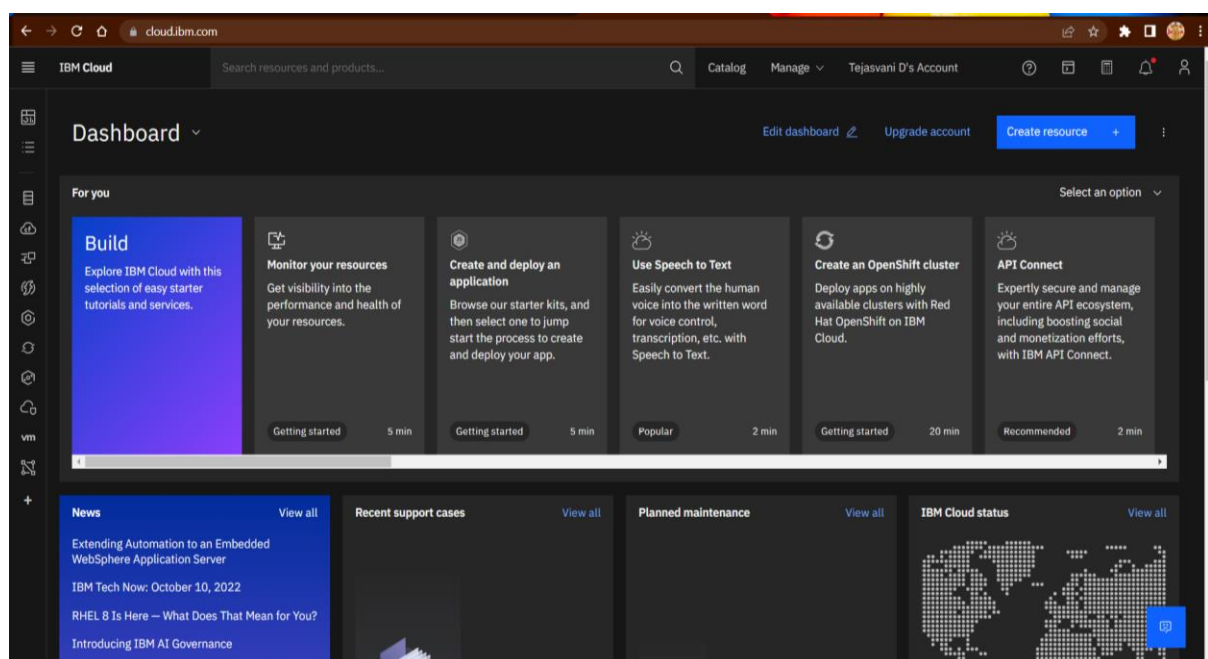 cloud.ibm.com
IBM Cloud
Search resources and products...
Catalog
Manage
Tejasvani D's Account
Dashboard
Edit dashboard
Upgrade account
Create resource +
For you
Select an option
Build
Explore IBM Cloud with this
selection of easy starter
tutorials and services.
Monitor your resources
Get visibility into the
performance and health of
your resources.
Getting started
5 min
Create and deploy an
application
Browse our starter kits, and
then select one to jump
start the process to create
and deploy your app.
Getting started
5 min
Use Speech to Text
Easily convert the human
voice into the written word
for voice control,
transcription, etc. with
Speech to Text.
Popular
2 min
Create an OpenShift cluster
Deploy apps on highly
available clusters with Red
Hat OpenShift on IBM
Cloud.
Getting started
20 min
API Connect
Expertly secure and manage
your entire API ecosystem,
including boosting social
and monetization efforts,
with IBM API Connect.
Recommended
2 min
vm
News
View all
Extending Automation to an Embedded
WebSphere Application Server
IBM Tech Now: October 10, 2022
RHEL 8 Is Here — What Does That Mean for You?
Introducing IBM AI Governance
Recent support cases
View all
Planned maintenance
View all
IBM Cloud status
View all